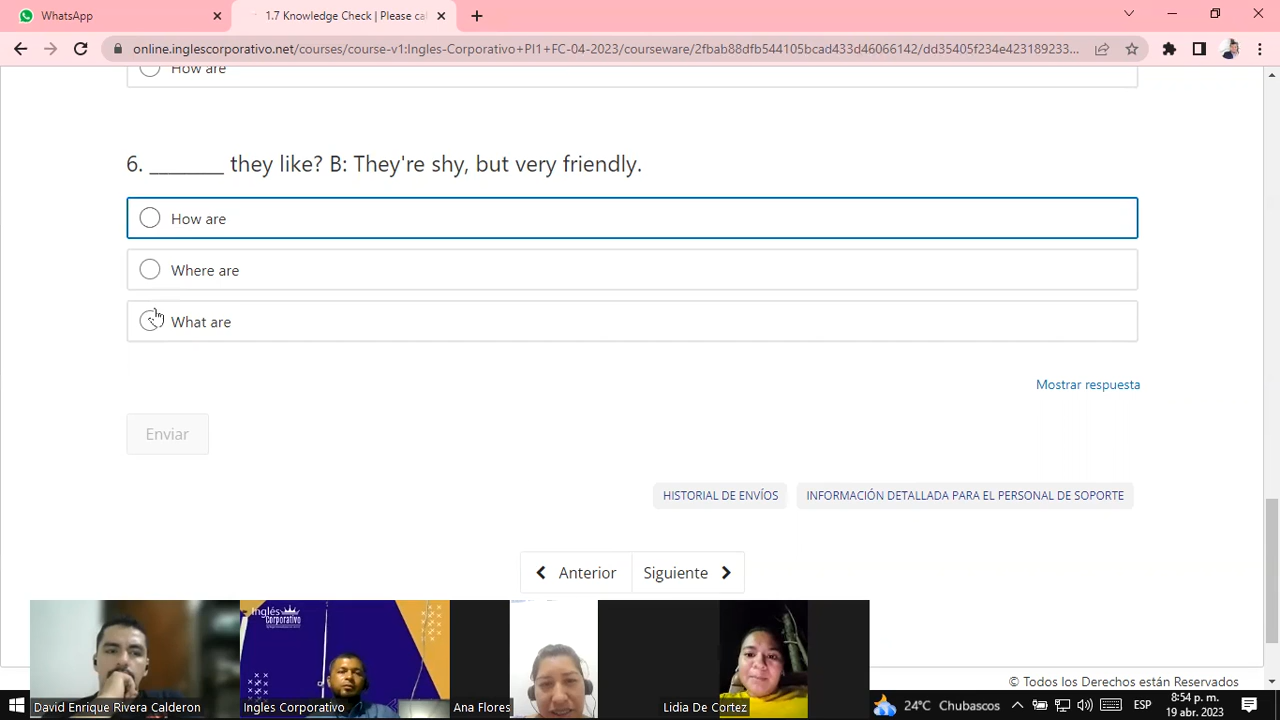 WhatsApp
1.7 Knowledge Check | Please ca
online.inglescorporativo.net/courses/course-v1:Ingles-Corporativo+PI1+FC-04-2023/courseware/2fbab88dfb544105bcad433d46066142/dd35405f234e423189233...
How are
6. _______ they like? B: They're shy, but very friendly.
How are
Where are
What are
Mostrar respuesta
Enviar
HISTORIAL DE ENVÍOS
INFORMACIÓN DETALLADA PARA EL PERSONAL DE SOPORTE
Anterior
Siguiente
Inglés
Corporativo
© Todos los Derechos están Reservados
David Enrique Rivera Calderon
Ingles Corporativo
Ana Flores
Lidia De Cortez
24°C Chubascos
ESP
8:54 p. m.
19 abr. 2023